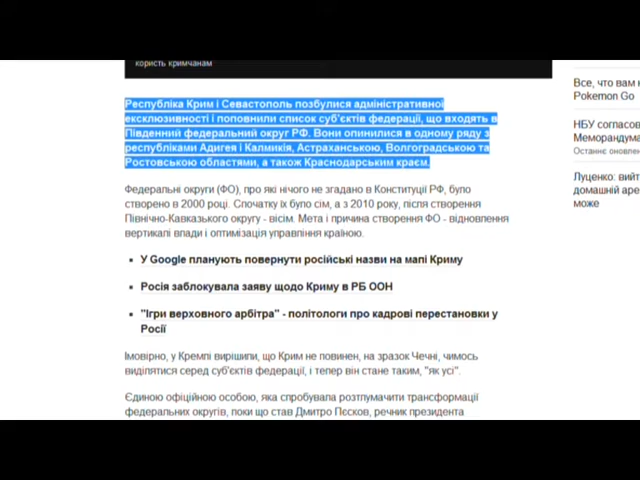 користь кримчанам
Республіка Крим і Севастополь позбулися адміністративної
ексклюзивності і поповнили список суб'єктів федерації, що входять в
Південний федеральний округ РФ. Вони опинилися в одному ряду з
республіками Адигея і Калмикія, Астраханською, Волгоградською та
Ростовською областями, а також Краснодарським краєм.
Федеральні округи (ФО), про які нічого не згадано в Конституції РФ, було
створено в 2000 році. Спочатку їх було сім, а з 2010 року, після створення
Північно-Кавказького округу - вісім. Мета і причина створення ФО - відновлення
вертикалі влади і оптимізація управління країною.
У Google планують повернути російські назви на мапі Криму
Росія заблокувала заяву щодо Криму в РБ ООН
"Ігри верховного арбітра" - політологи про кадрові перестановки у
Росії
Імовірно, у Кремлі вирішили, що Крим не повинен, на зразок Чечні, чимось
виділятися серед суб'єктів федерації, і тепер він стане таким, "як усі".
Єдиною офіційною особою, яка спробувала розтлумачити трансформації
федеральних округів, поки що став Дмитро Пєсков, речник президента
Все, что вам н
Pokemon Go
НБУ согласов
Меморандума
Останнє оновлен
Луценко: вийт
домашній аре
може